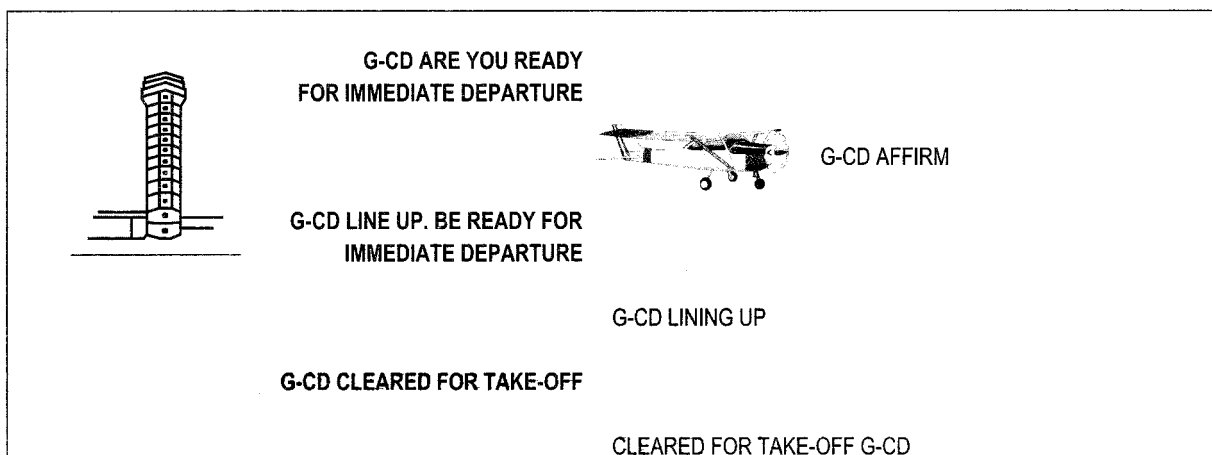 G-CD ARE YOU READY
FOR IMMEDIATE DEPARTURE
G-CD AFFIRM
G-CD LINE UP. BE READY FOR
IMMEDIATE DEPARTURE
G-CD LINING UP
G-CD CLEARED FOR TAKE-OFF
CLEARED FOR TAKE-OFF G-CD